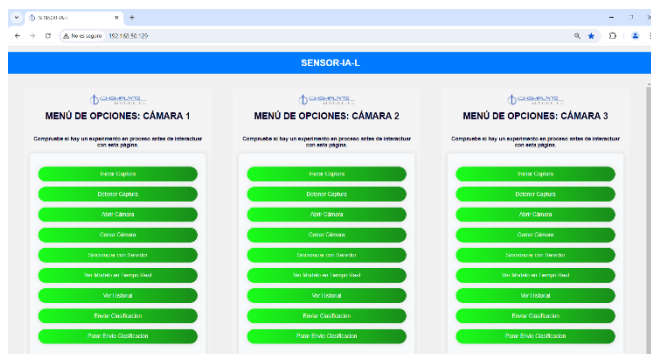 SENSOR-IA-L
No es seguro 192.168.50.129
SENSOR-IA-L
MENÚ DE OPCIONES: CÁMARA 1
Compruebe si hay un experimento en proceso antes de interactuar
con esta página.
Iniciar Captura
Detener Captura
Abrir Cámara
Cerrar Cámara
Sincronizar con Servidor
Ver Modelo en Tiempo Real
Ver Historial
Enviar Clasificacion
Parar Envio Clasificacion
MENÚ DE OPCIONES: CÁMARA 2
Compruebe si hay un experimento en proceso antes de interactuar
con esta página.
Iniciar Captura
Detener Captura
Abrir Cámara
Cerrar Cámara
Sincronizar con Servidor
Ver Modelo en Tiempo Real
Ver Historial
Enviar Clasificacion
Parar Envio Clasificacion
MENÚ DE OPCIONES: CÁMARA 3
Compruebe si hay un experimento en proceso antes de interactuar
con esta página.
Iniciar Captura
Detener Captura
Abrir Cámara
Cerrar Cámara
Sincronizar con Servidor
Ver Modelo en Tiempo Real
Ver Historial
Enviar Clasificacion
Parar Envio Clasificacion